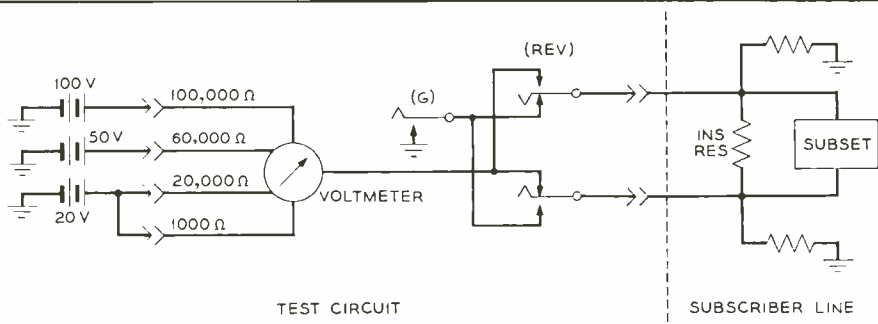 100 V
100,000 Ω
50 V
60,000 Ω
20,000 Ω
20 V
1000 Ω
VOLTMETER
(G)
(REV)
INS
RES
SUBSET
TEST CIRCUIT
SUBSCRIBER LINE